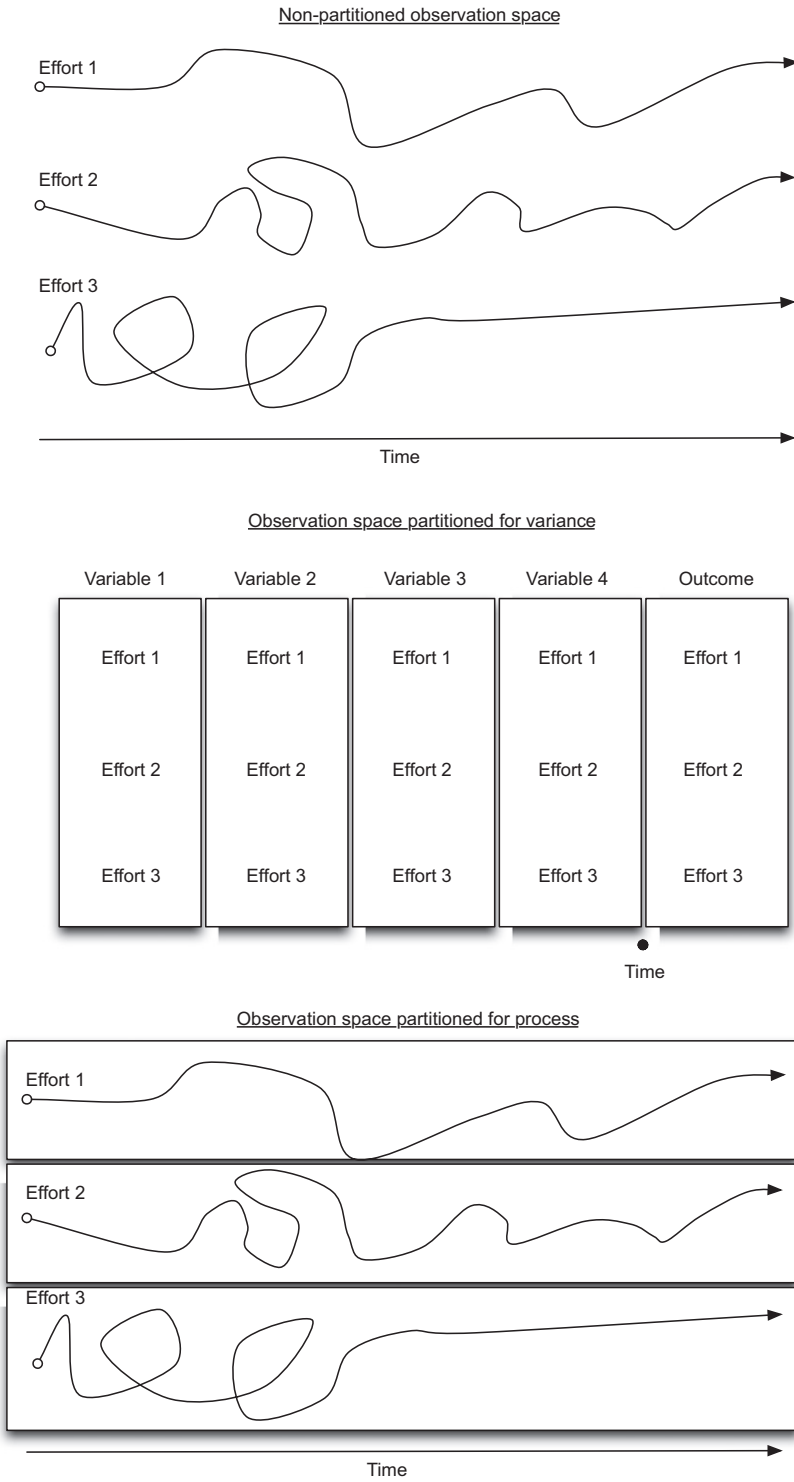 Non-partitioned observation space
Effort 1
Effort 2
Effort 3
Time
Observation space partitioned for variance
Variable 1 Variable 2 Variable 3 Variable 4 Outcome
Effort 1 Effort 1 Effort 1 Effort 1 Effort 1
Effort 2 Effort 2 Effort 2 Effort 2 Effort 2
Effort 3 Effort 3 Effort 3 Effort 3 Effort 3
Time
Observation space partitioned for process
Effort 1
Effort 2
Effort 3
Time